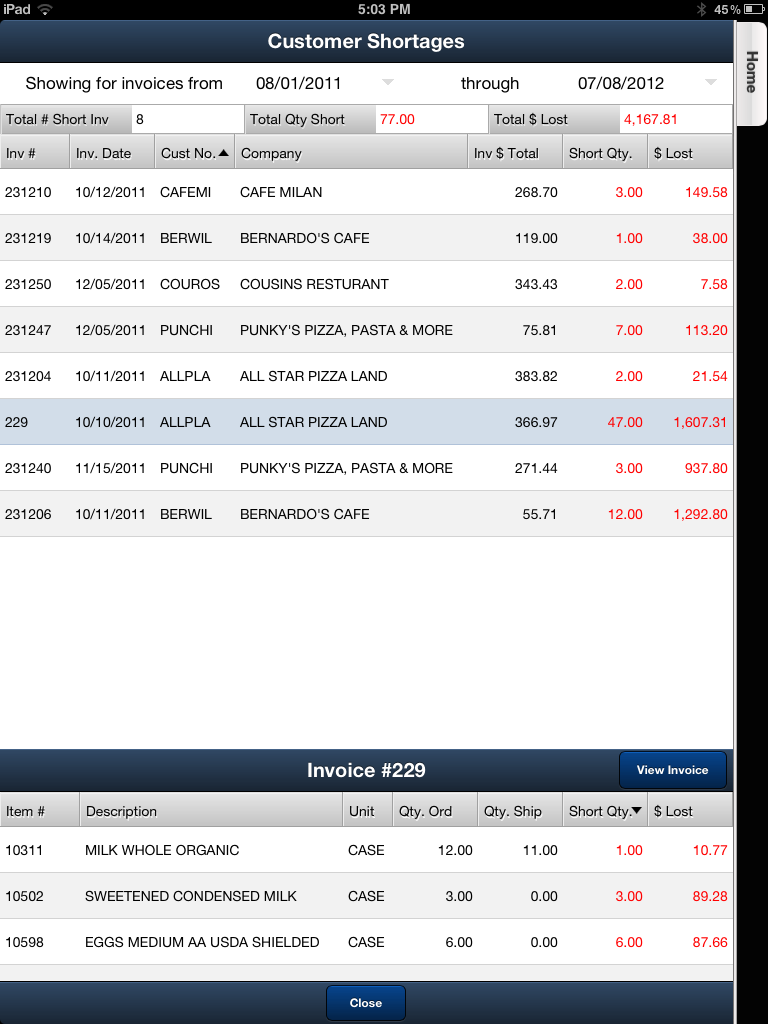 iPad 5:03 PM 45%
Customer Shortages
Home
Showing for invoices from 08/01/2011 through 07/08/2012
Total # Short Inv 8 Total Qty Short 77.00 Total $ Lost 4,167.81
Inv # Inv. Date Cust No. Company Inv $ Total Short Qty. $ Lost
231210 10/12/2011 CAFEMI CAFE MILAN 268.70 3.00 149.58
231219 10/14/2011 BERWIL BERNARDO'S CAFE 119.00 1.00 38.00
231250 12/05/2011 COUROS COUSINS RESTURANT 343.43 2.00 7.58
231247 12/05/2011 PUNCHI PUNKY'S PIZZA, PASTA & MORE 75.81 7.00 113.20
231204 10/11/2011 ALLPLA ALL STAR PIZZA LAND 383.82 2.00 21.54
229 10/10/2011 ALLPLA ALL STAR PIZZA LAND 366.97 47.00 1,607.31
231240 11/15/2011 PUNCHI PUNKY'S PIZZA, PASTA & MORE 271.44 3.00 937.80
231206 10/11/2011 BERWIL BERNARDO'S CAFE 55.71 12.00 1,292.80
Invoice #229 View Invoice
Item # Description Unit Qty. Ord Qty. Ship Short Qty. $ Lost
10311 MILK WHOLE ORGANIC CASE 12.00 11.00 1.00 10.77
10502 SWEETENED CONDENSED MILK CASE 3.00 0.00 3.00 89.28
10598 EGGS MEDIUM AA USDA SHIELDED CASE 6.00 0.00 6.00 87.66
Close